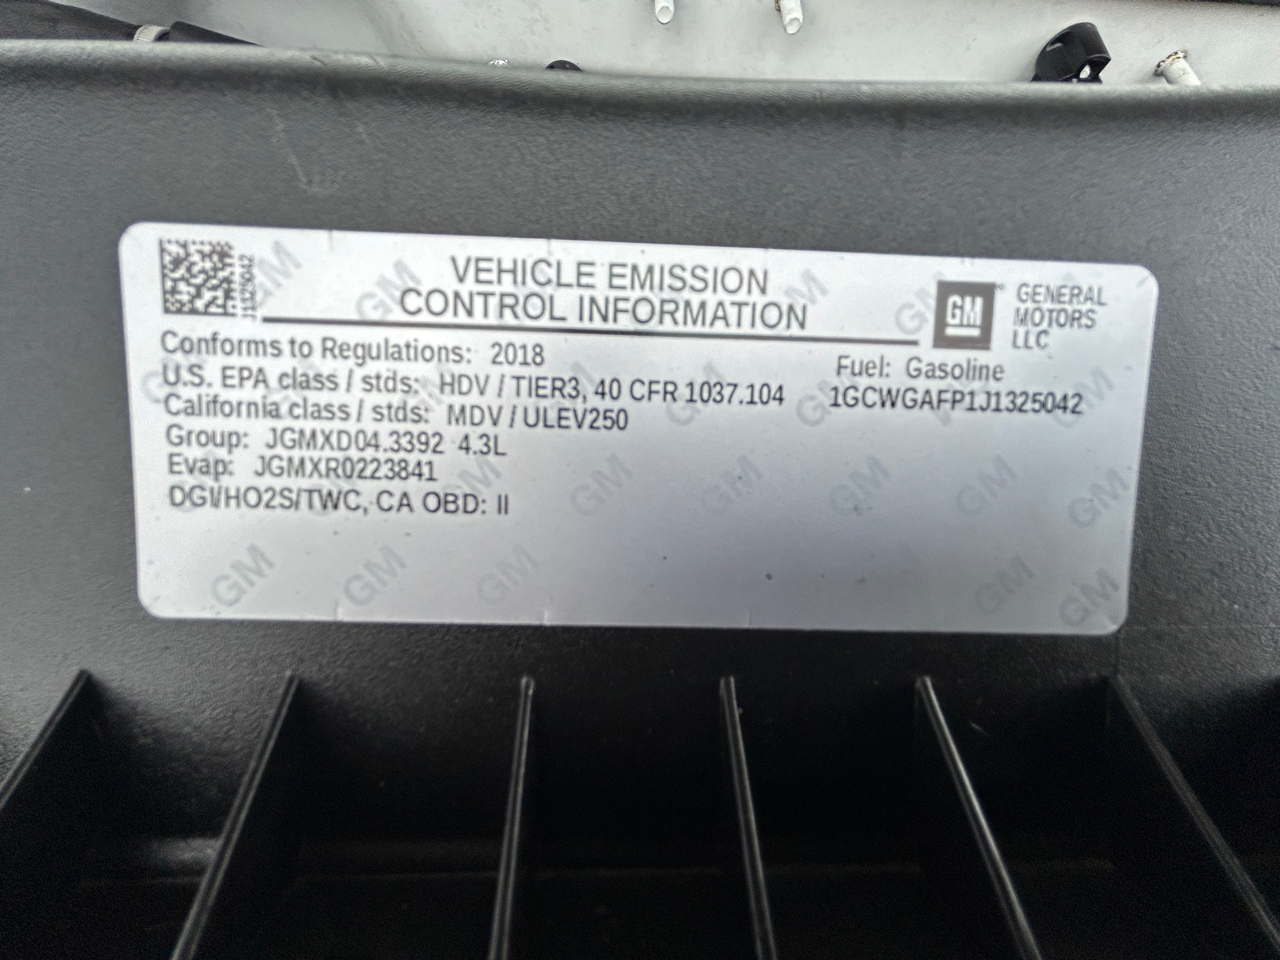 J1325042
VEHICLE EMISSION
CONTROL INFORMATION
GM
GENERAL
MOTORS
LLC
Conforms to Regulations: 2018
Fuel: Gasoline
U.S. EPA class / stds: HDV / TIER3, 40 CFR 1037.104
1GCWGAFP1J1325042
California class / stds: MDV / ULEV250
Group: JGMXD04.3392 4.3L
Evap: JGMXR0223841
DGI/HO2S/TWC, CA OBD: II